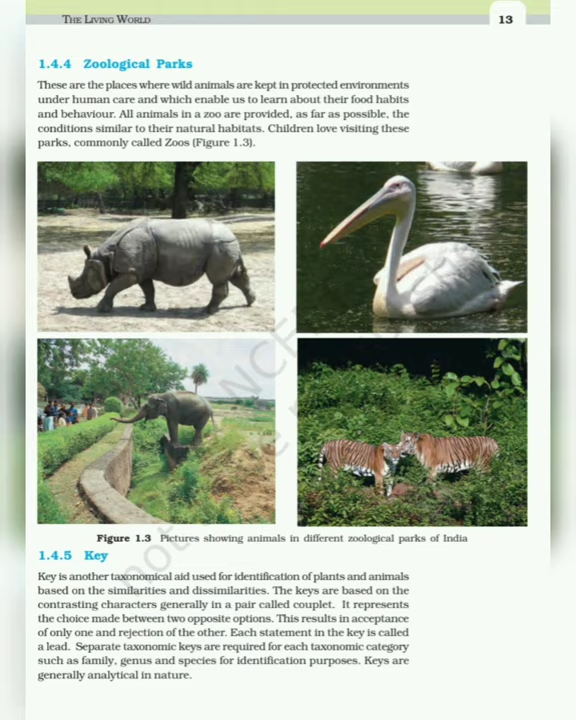 THE LIVING WORLD
13
1.4.4 Zoological Parks
These are the places where wild animals are kept in protected environments
under human care and which enable us to learn about their food habits
and behaviour. All animals in a zoo are provided, as far as possible, the
conditions similar to their natural habitats. Children love visiting these
parks, commonly called Zoos (Figure 1.3).
Figure 1.3 Pictures showing animals in different zoological parks of India
1.4.5 Key
Key is another taxonomical aid used for identification of plants and animals
based on the similarities and dissimilarities. The keys are based on the
contrasting characters generally in a pair called couplet. It represents
the choice made between two opposite options. This results in acceptance
of only one and rejection of the other. Each statement in the key is called
a lead. Separate taxonomic keys are required for each taxonomic category
such as family, genus and species for identification purposes. Keys are
generally analytical in nature.